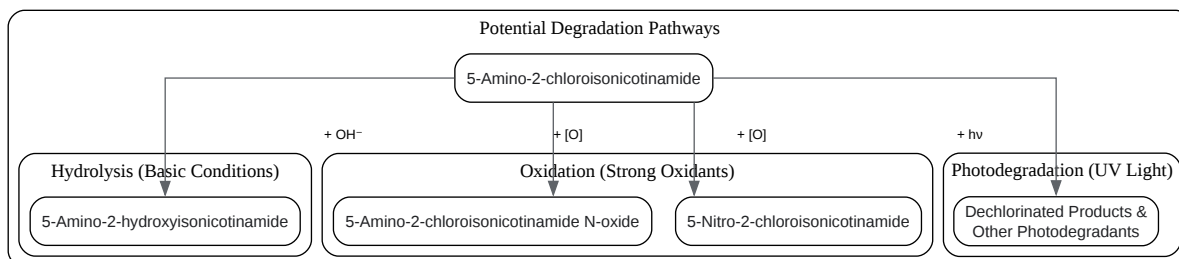 Potential Degradation Pathways
5-Amino-2-chloroisonicotinamide
+ OH⁻
+ [O]
+ [O]
+ hν
Hydrolysis (Basic Conditions)
Oxidation (Strong Oxidants)
Photodegradation (UV Light)
5-Amino-2-hydroxyisonicotinamide
5-Amino-2-chloroisonicotinamide N-oxide
5-Nitro-2-chloroisonicotinamide
Dechlorinated Products &
Other Photodegradants